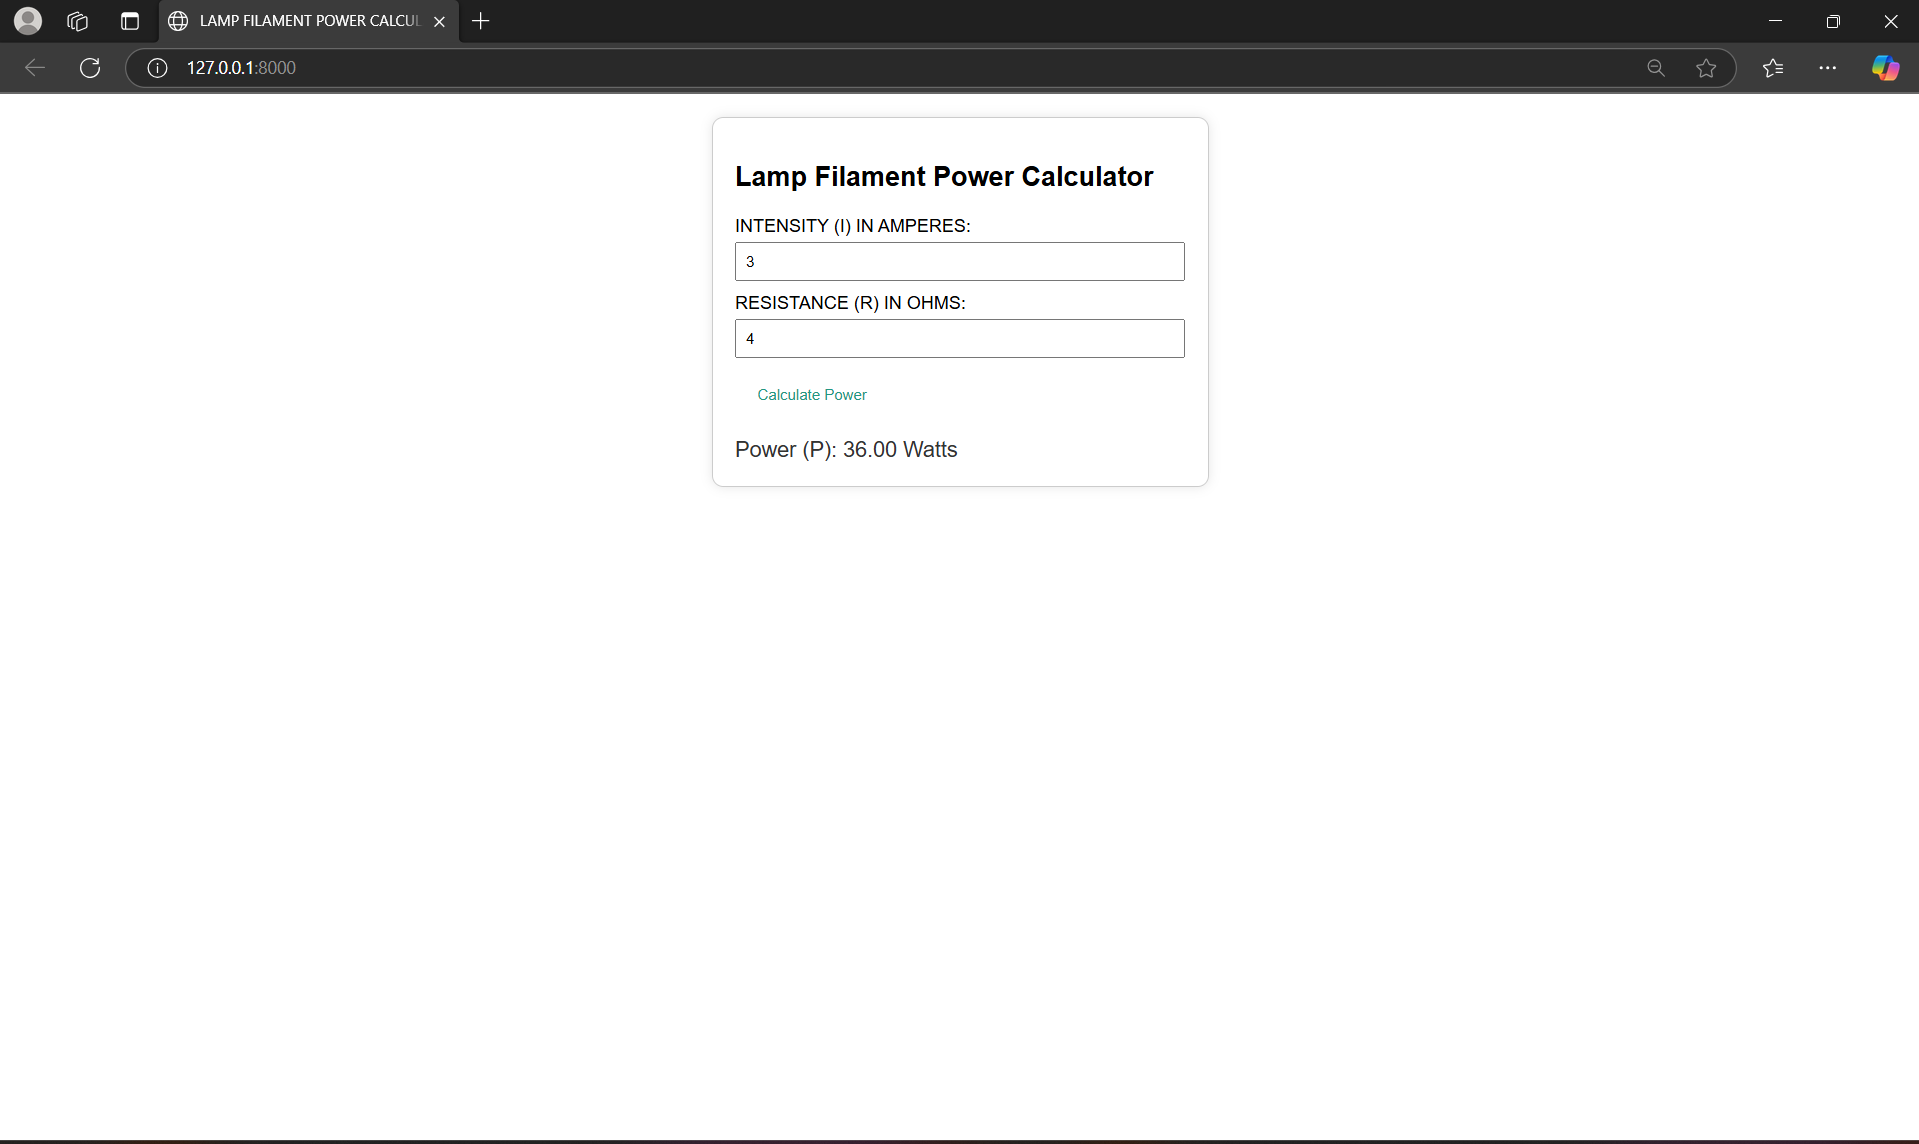 LAMP FILAMENT POWER CALCUL
127.0.0.1:8000
Lamp Filament Power Calculator
INTENSITY (I) IN AMPERES:
3
RESISTANCE (R) IN OHMS:
4
Calculate Power
Power (P): 36.00 Watts